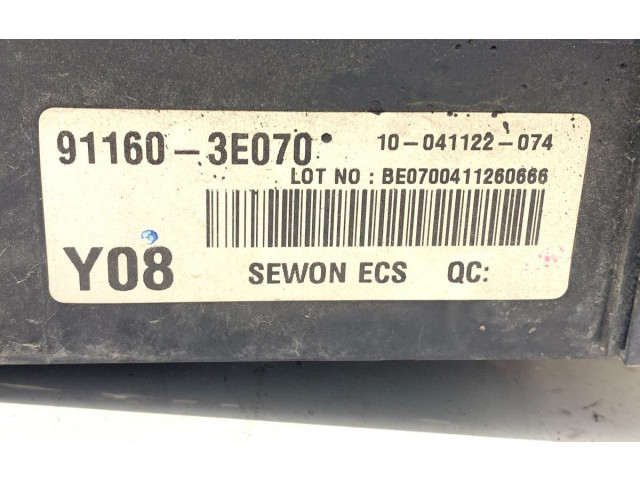 91160-3E070 10-041122-074
LOT NO : BE0700411260666
Y08 SEWON ECS QC: